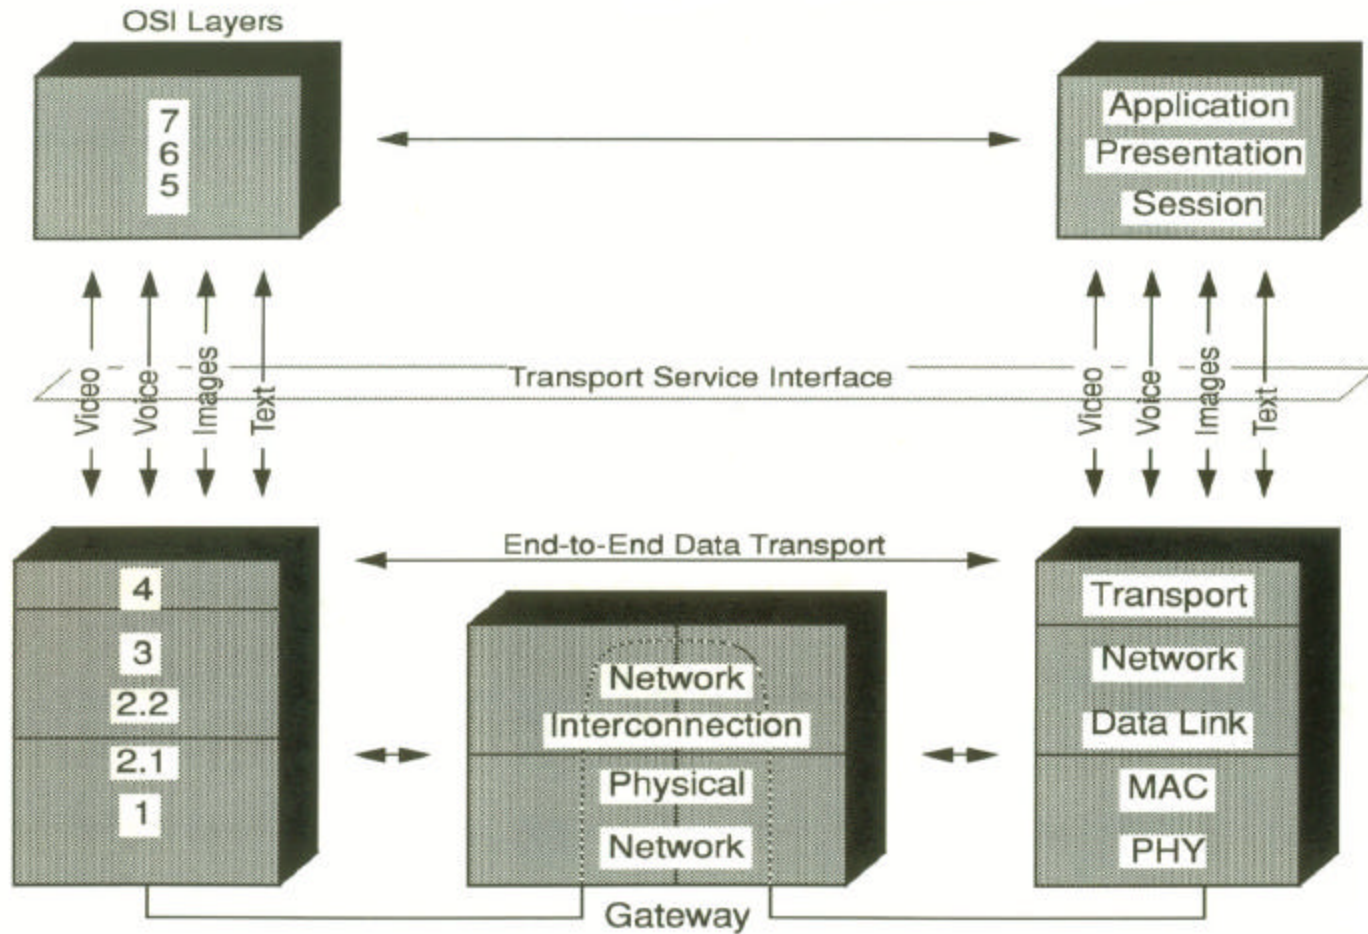 OSI Layers
7
6
5
Application
Presentation
Session
Video
Voice
Images
Text
Transport Service Interface
Video
Voice
Images
Text
4
3
2.2
2.1
1
End-to-End Data Transport
Network
Interconnection
Physical
Network
Gateway
Transport
Network
Data Link
MAC
PHY